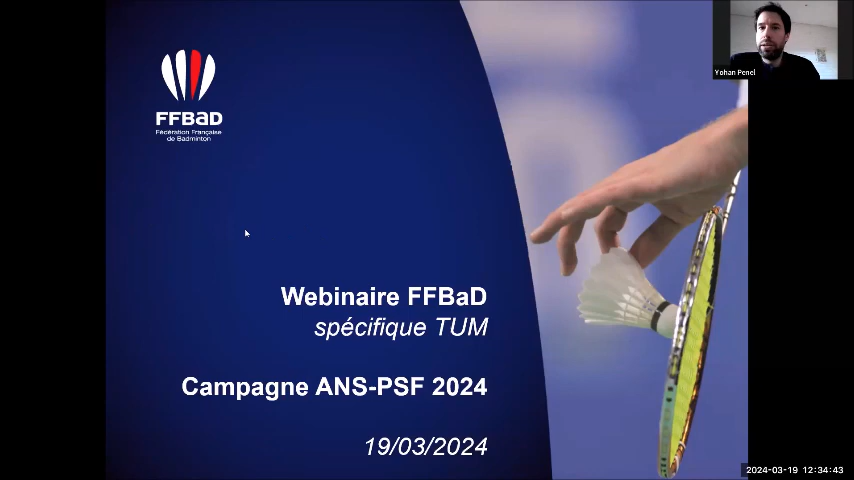 FFBaD
Fédération Française
de Badminton
Yohan Penel
Webinaire FFBaD
spécifique TUM
Campagne ANS-PSF 2024
19/03/2024
2024-03-19 12:34:43